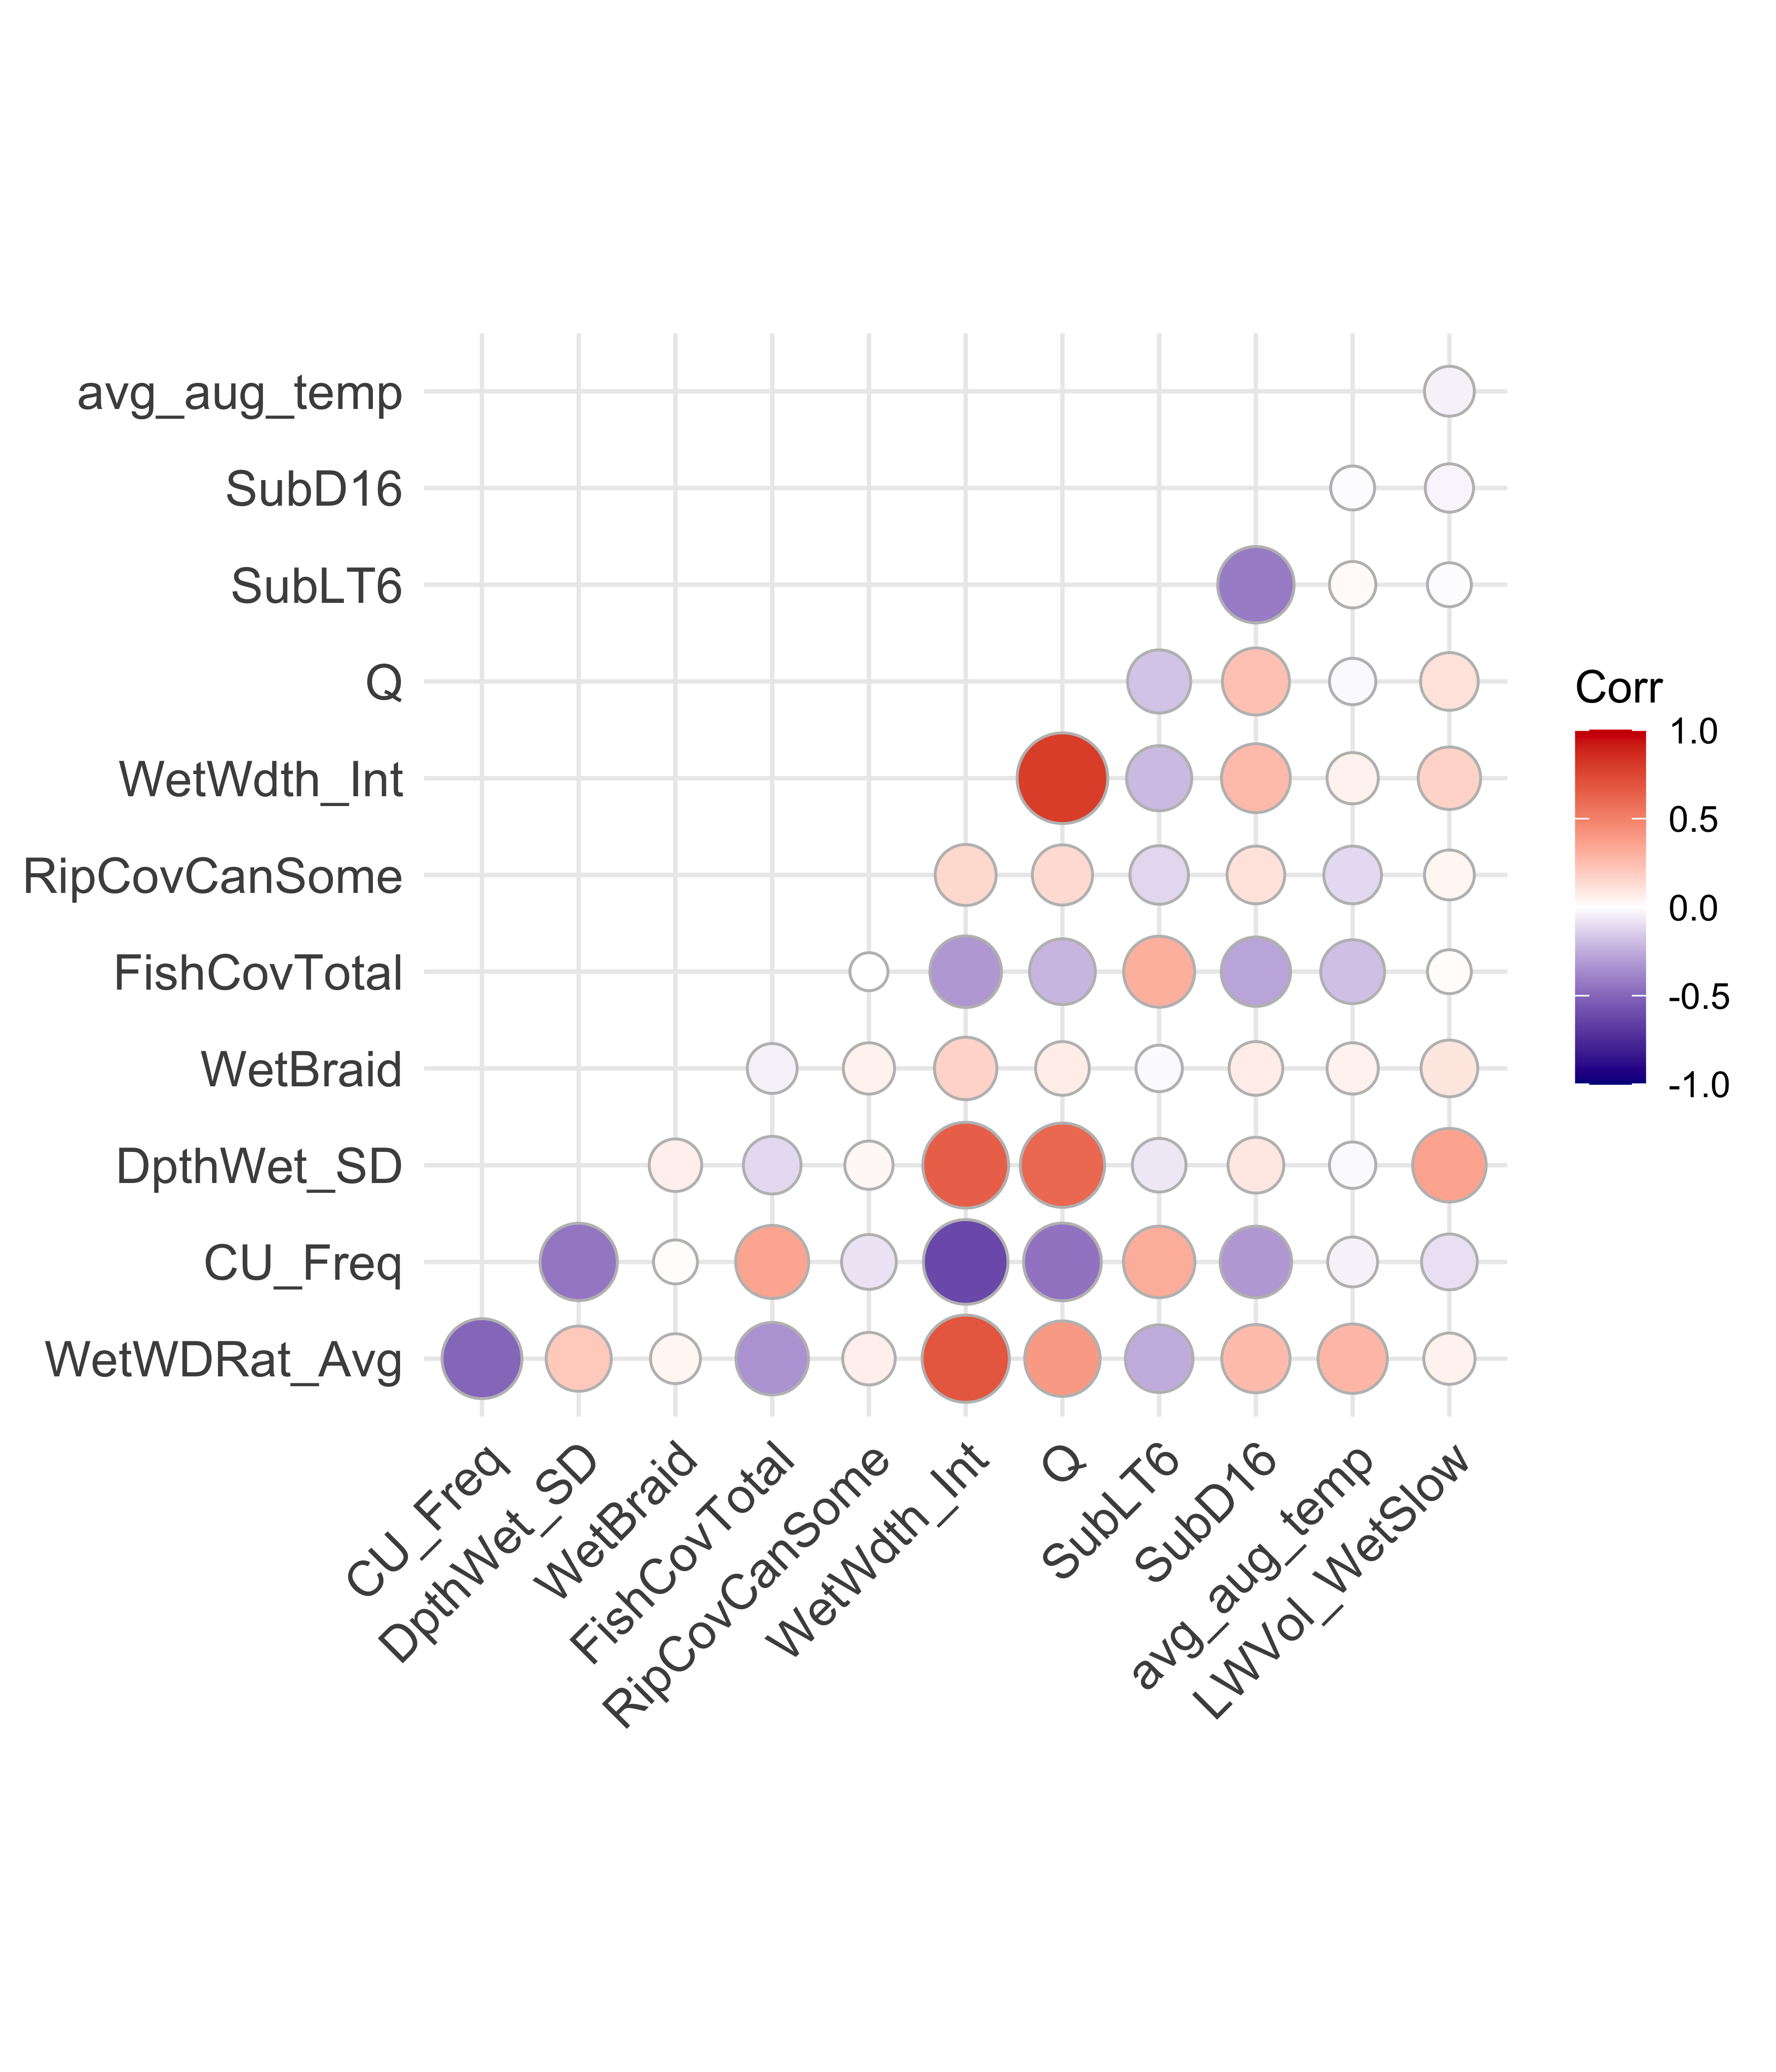 avg_aug_temp
SubD16
SubLT6
Q
WetWdth_Int
RipCovCanSome
FishCovTotal
WetBraid
DpthWet_SD
CU_Freq
WetWDRat_Avg
CU_Freq
DpthWet_SD
WetBraid
FishCovTotal
RipCovCanSome
WetWdth_Int
Q
SubLT6
SubD16
avg_aug_temp
LWVol_WetSlow
Corr
1.0
0.5
0.0
-0.5
-1.0